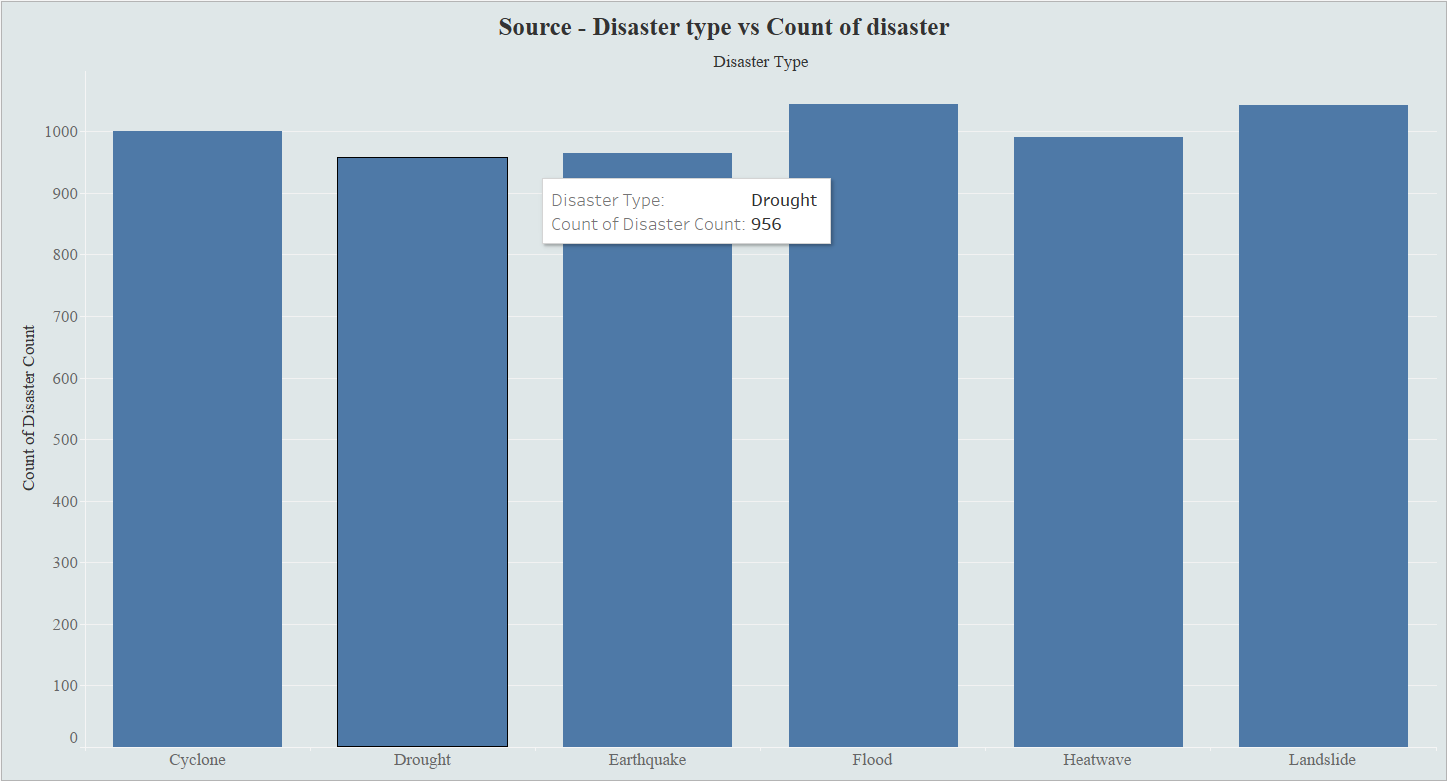 Source - Disaster type vs Count of disaster
Disaster Type
Count of Disaster Count
1000
900
800
700
600
500
400
300
200
100
0
Disaster Type: Drought
Count of Disaster Count: 956
Cyclone Drought Earthquake Flood Heatwave Landslide